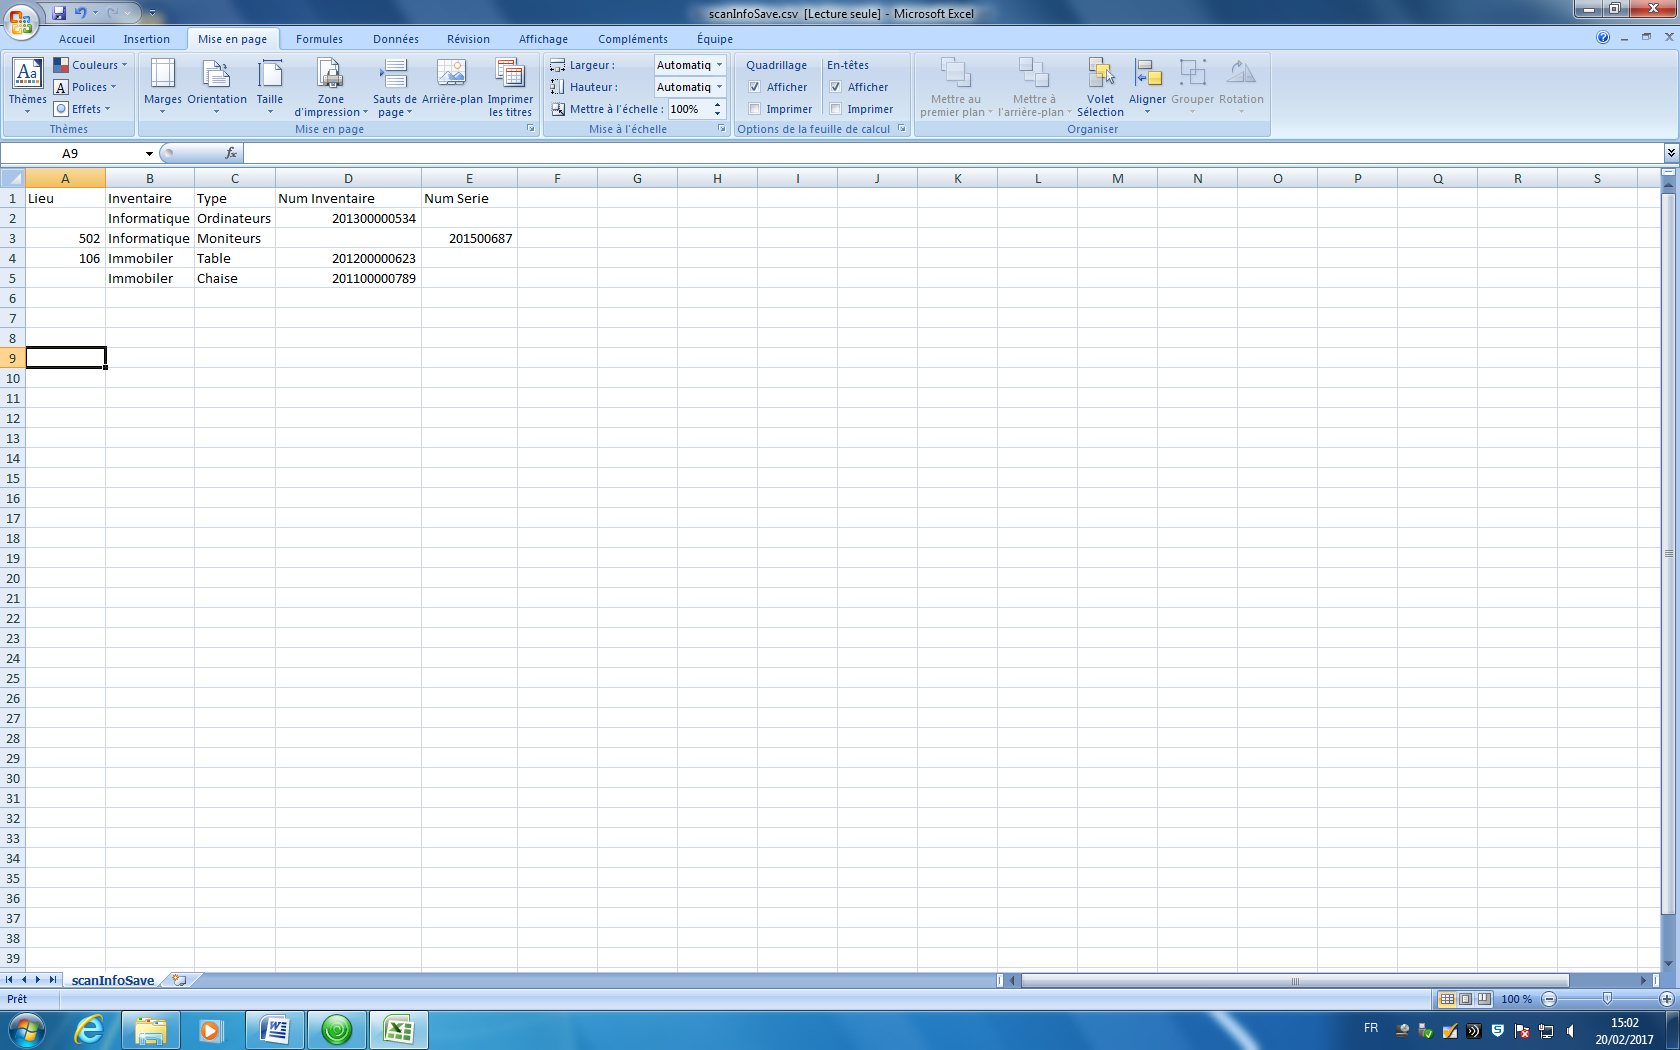 scanInfoSave.csv [Lecture seule] - Microsoft Excel
Accueil Insertion Mise en page Formules Données Révision Affichage Compléments Équipe
Aa Thèmes
Couleurs
A Polices
Effets
Thèmes
Marges Orientation Taille Zone d'impression Sauts de page Arrière-plan Imprimer les titres
Mise en page
Largeur : Automatiq
Hauteur : Automatiq
Mettre à l'échelle : 100%
Mise à l'échelle
Quadrillage En-têtes
Afficher Afficher
Imprimer Imprimer
Options de la feuille de calcul
Mettre au premier plan Mettre à l'arrière-plan Volet Sélection Aligner Grouper Rotation
Organiser
A9 fx
A B C D E F G H I J K L M N O P Q R S
1 Lieu Inventaire Type Num Inventaire Num Serie
2 Informatique Ordinateurs 201300000534
3 502 Informatique Moniteurs 201500687
4 106 Immobiler Table 201200000623
5 Immobiler Chaise 201100000789
6
7
8
9
10
11
12
13
14
15
16
17
18
19
20
21
22
23
24
25
26
27
28
29
30
31
32
33
34
35
36
37
38
39
scanInfoSave
Prêt 100 %
FR 15:02
20/02/2017